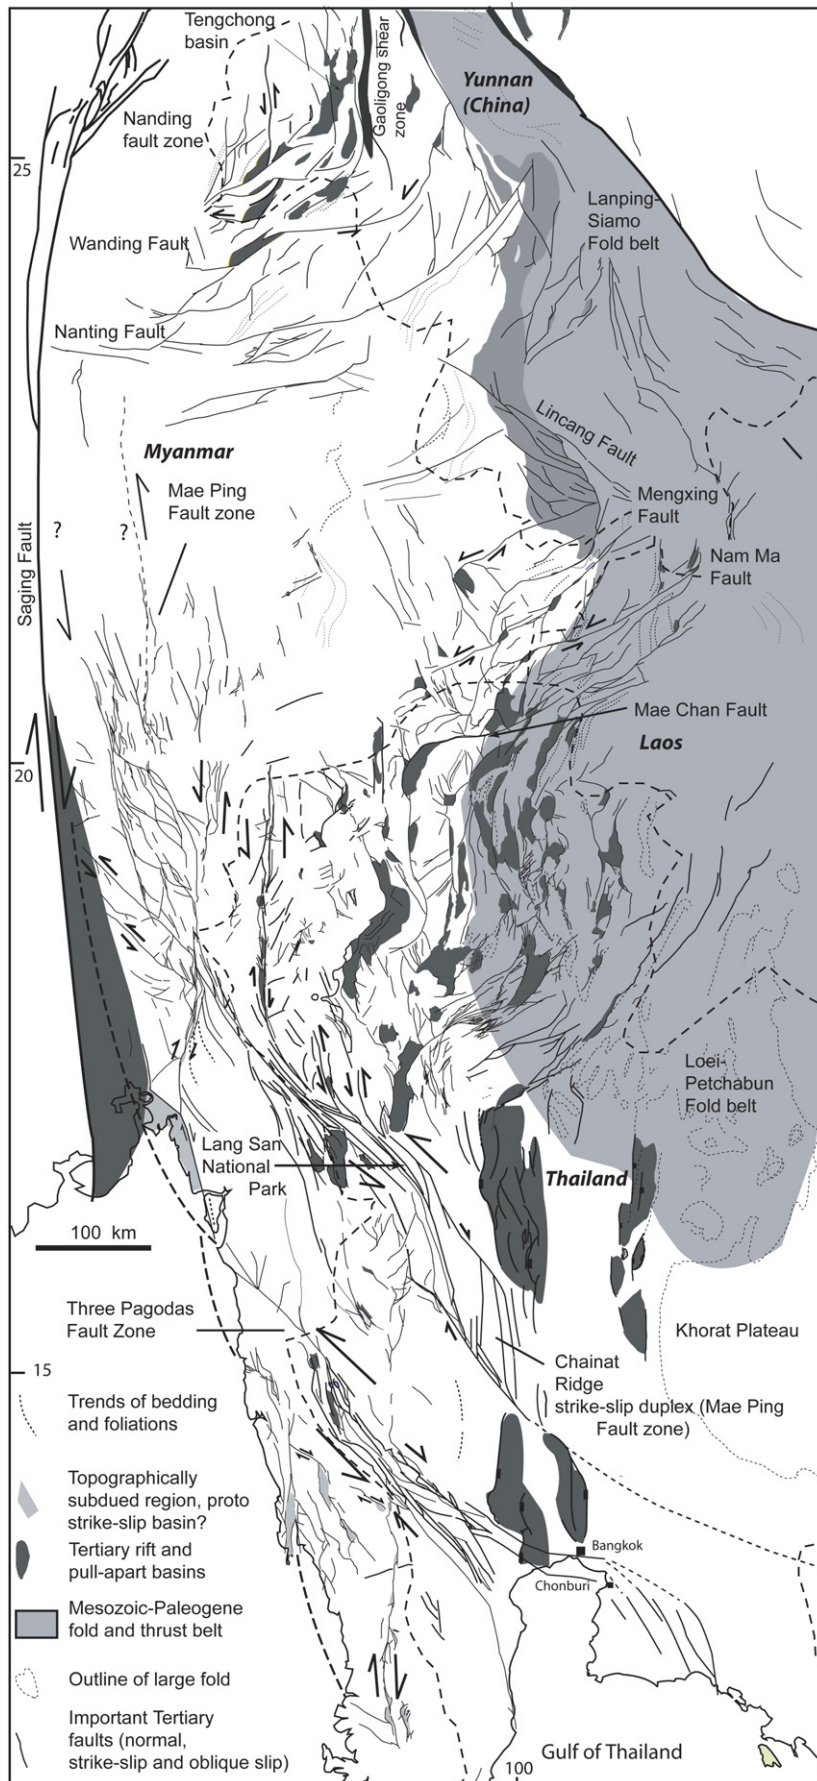 Tengchong
basin
Gaoligong shear
zone
Yunnan
(China)
Nanding
fault zone
25
Lanping-
Siamo
Fold belt
Wanding Fault
Nanting Fault
Lincang Fault
Myanmar
Mae Ping
Fault zone
Mengxing
Fault
?
?
Saging Fault
Nam Ma
Fault
Mae Chan Fault
Laos
20
Loei-
Petchabun
Fold belt
Lang San
National
Park
Thailand
100 km
Three Pagodas
Fault Zone
Khorat Plateau
Chainat
Ridge
strike-slip duplex (Mae Ping
Fault zone)
15
Trends of bedding
and foliations
Topographically
subdued region, proto
strike-slip basin?
Tertiary rift and
pull-apart basins
Bangkok
Chonburi
Mesozoic-Paleogene
fold and thrust belt
Outline of large fold
Important Tertiary
faults (normal,
strike-slip and oblique slip)
Gulf of Thailand
100